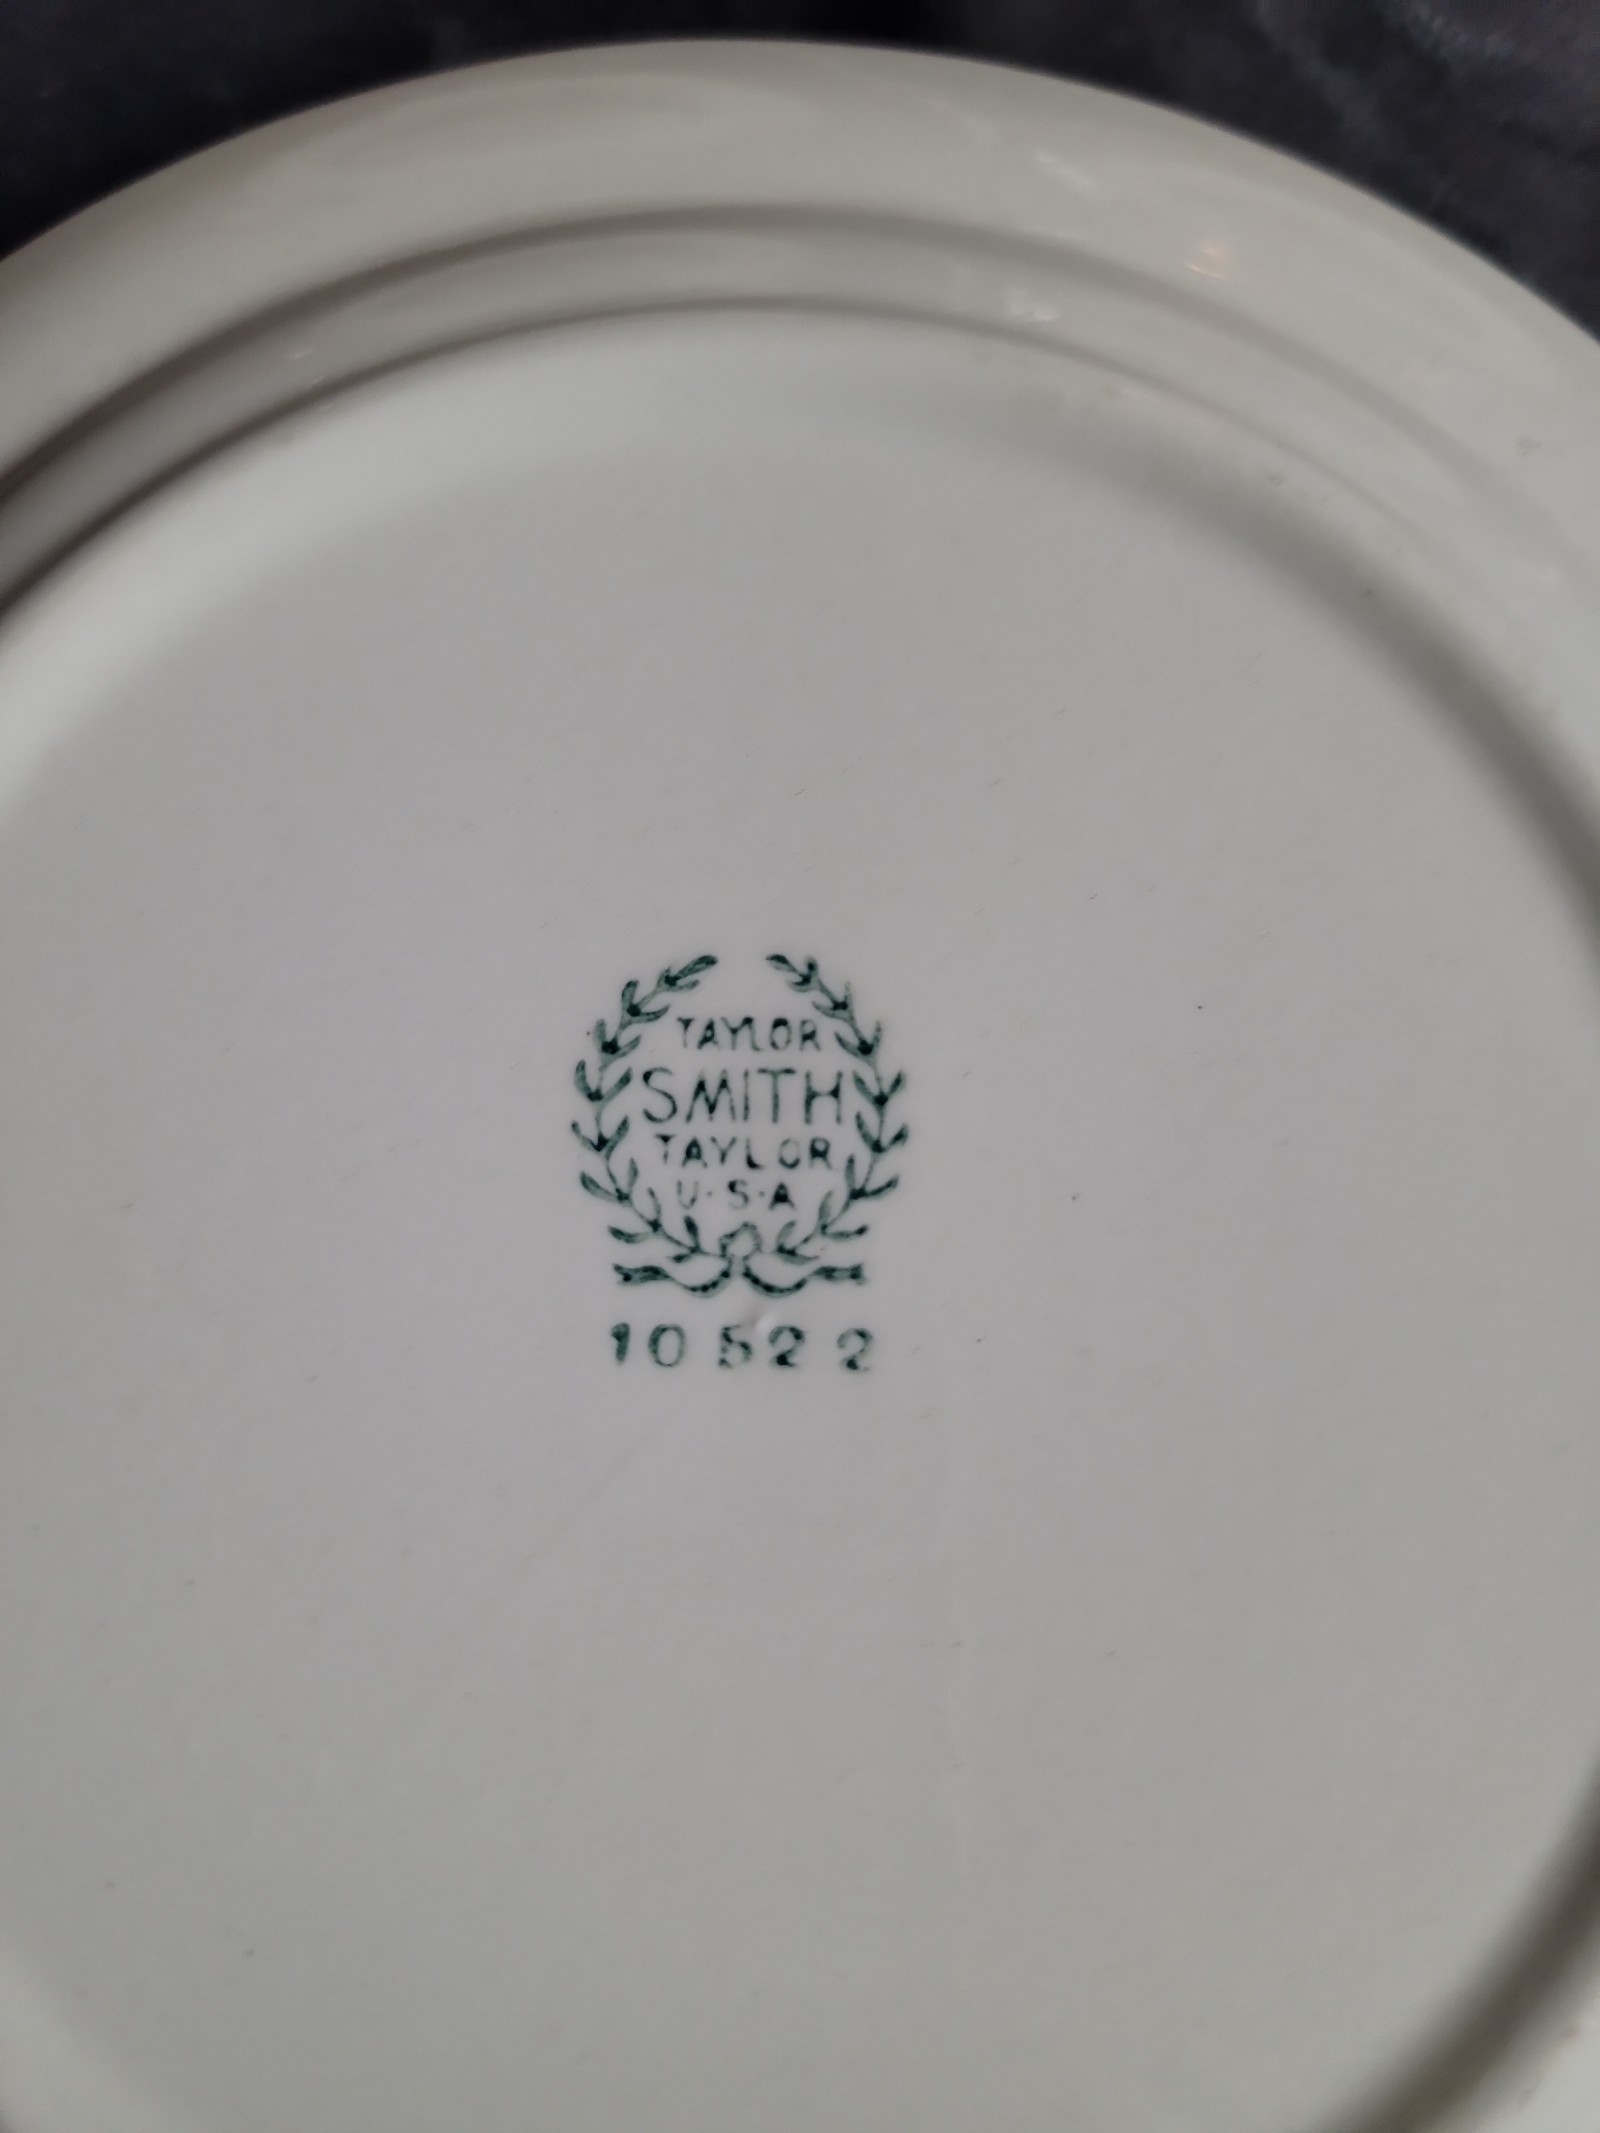 TAYLOR
SMITH
TAYLOR
U·S·A
10 52 2